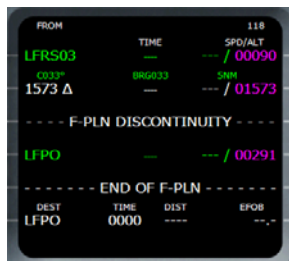 FROM 118
TIME SPD/ALT
LFRS03 --- --- / 00090
C033° BRG033 5NM
1573 Δ --- --- / 01573
- - - - F-PLN DISCONTINUITY - - - -
LFPO --- --- / 00291
- - - - - - - END OF F-PLN - - - - - - -
DEST TIME DIST EFOB
LFPO 0000 ---- --.-